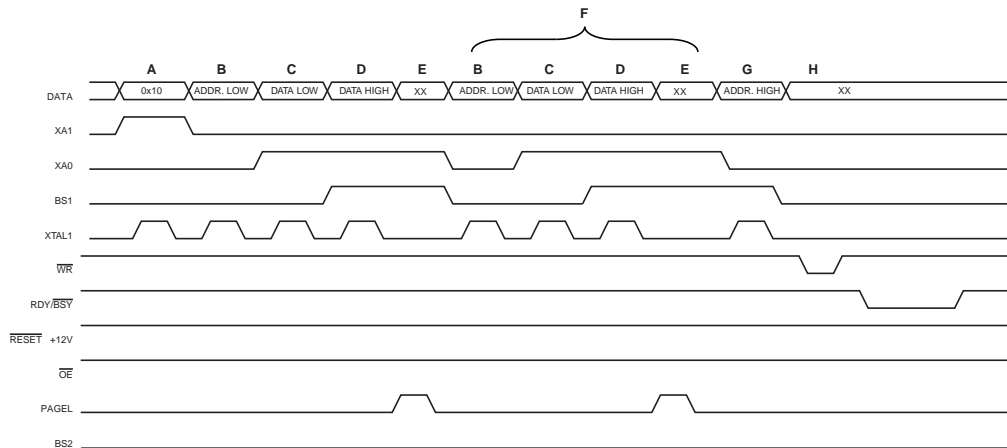 F
A B C D E B C D E G H
DATA 0x10 ADDR. LOW DATA LOW DATA HIGH XX ADDR. LOW DATA LOW DATA HIGH XX ADDR. HIGH XX
XA1
XA0
BS1
XTAL1
WR
RDY/BSY
RESET +12V
OE
PAGEL
BS2